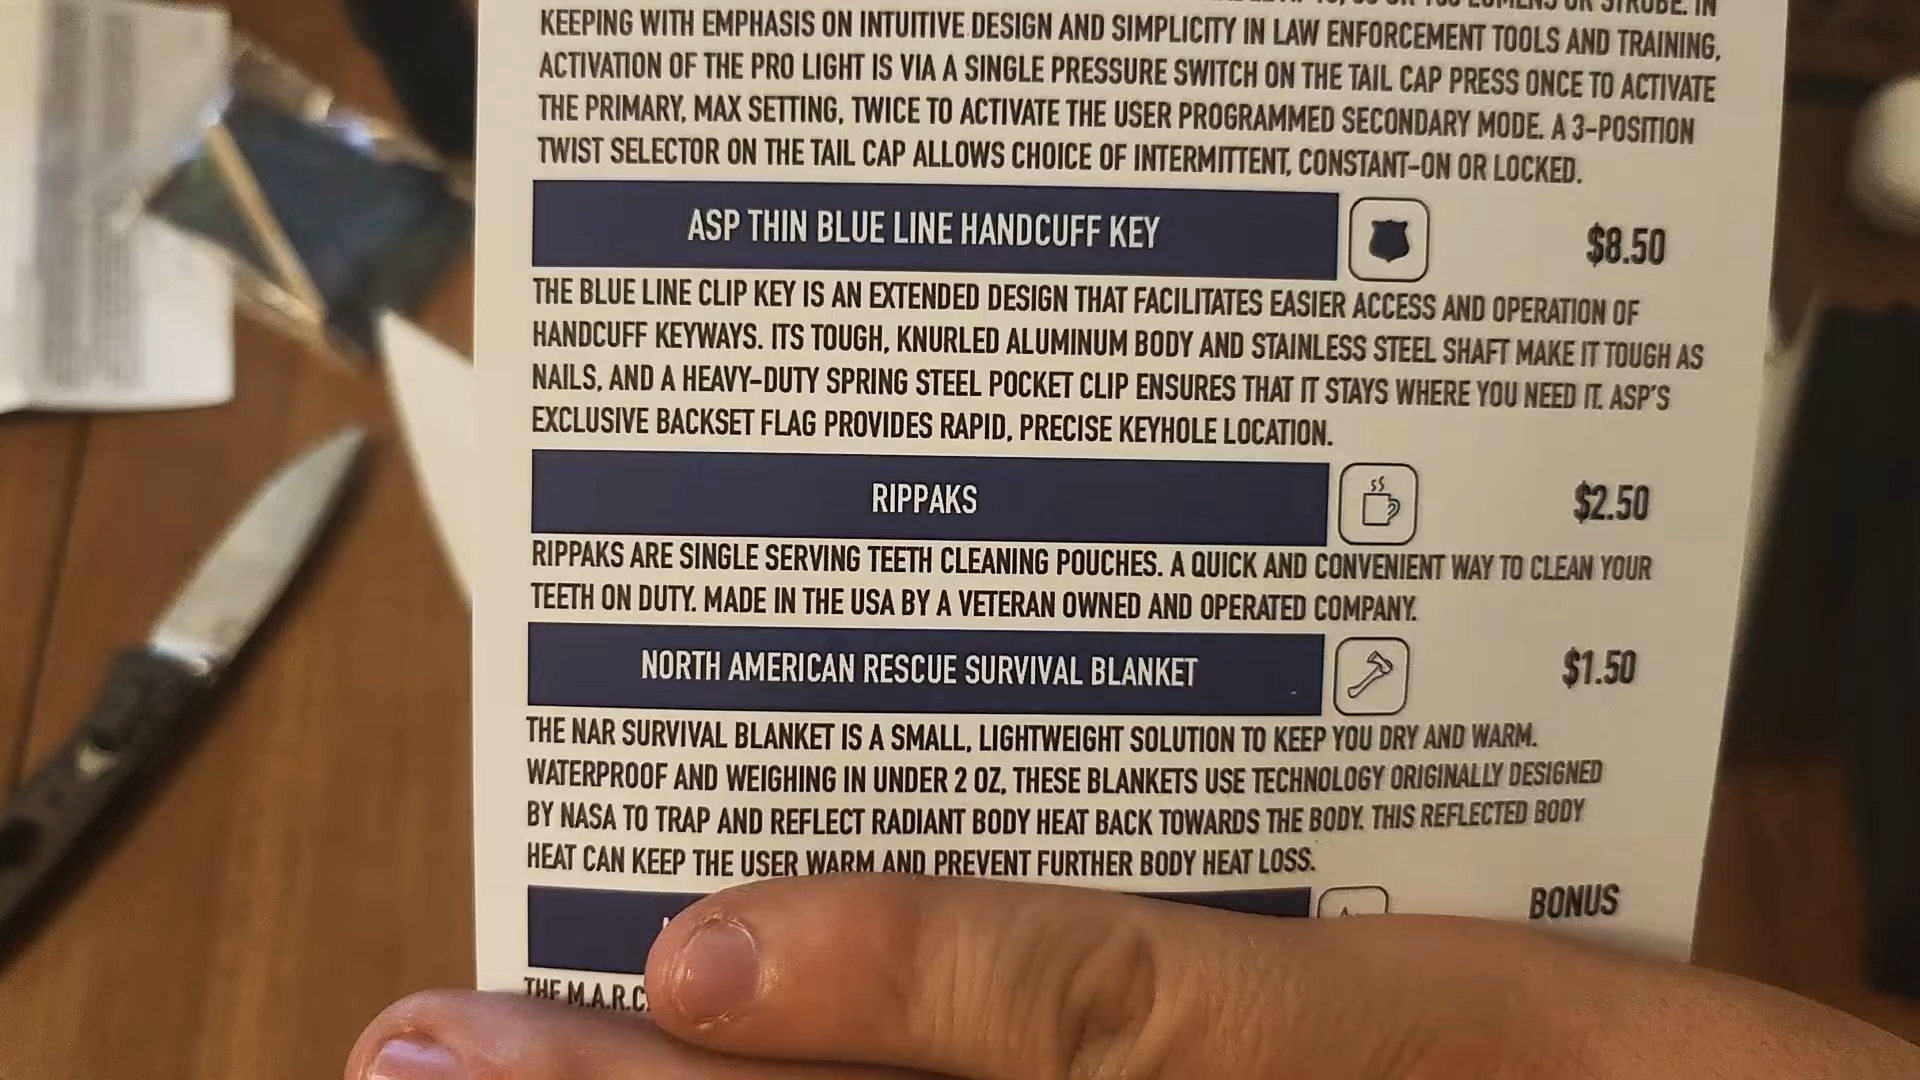 LUMENS OR STROBE. IN
KEEPING WITH EMPHASIS ON INTUITIVE DESIGN AND SIMPLICITY IN LAW ENFORCEMENT TOOLS AND TRAINING,
ACTIVATION OF THE PRO LIGHT IS VIA A SINGLE PRESSURE SWITCH ON THE TAIL CAP PRESS ONCE TO ACTIVATE
THE PRIMARY, MAX SETTING, TWICE TO ACTIVATE THE USER PROGRAMMED SECONDARY MODE. A 3-POSITION
TWIST SELECTOR ON THE TAIL CAP ALLOWS CHOICE OF INTERMITTENT, CONSTANT-ON OR LOCKED.
ASP THIN BLUE LINE HANDCUFF KEY $8.50
THE BLUE LINE CLIP KEY IS AN EXTENDED DESIGN THAT FACILITATES EASIER ACCESS AND OPERATION OF
HANDCUFF KEYWAYS. ITS TOUGH, KNURLED ALUMINUM BODY AND STAINLESS STEEL SHAFT MAKE IT TOUGH AS
NAILS, AND A HEAVY-DUTY SPRING STEEL POCKET CLIP ENSURES THAT IT STAYS WHERE YOU NEED IT. ASP'S
EXCLUSIVE BACKSET FLAG PROVIDES RAPID, PRECISE KEYHOLE LOCATION.
RIPPAKS $2.50
RIPPAKS ARE SINGLE SERVING TEETH CLEANING POUCHES. A QUICK AND CONVENIENT WAY TO CLEAN YOUR
TEETH ON DUTY. MADE IN THE USA BY A VETERAN OWNED AND OPERATED COMPANY.
NORTH AMERICAN RESCUE SURVIVAL BLANKET $1.50
THE NAR SURVIVAL BLANKET IS A SMALL, LIGHTWEIGHT SOLUTION TO KEEP YOU DRY AND WARM.
WATERPROOF AND WEIGHING IN UNDER 2 OZ, THESE BLANKETS USE TECHNOLOGY ORIGINALLY DESIGNED
BY NASA TO TRAP AND REFLECT RADIANT BODY HEAT BACK TOWARDS THE BODY. THIS REFLECTED BODY
HEAT CAN KEEP THE USER WARM AND PREVENT FURTHER BODY HEAT LOSS.
BONUS
THE M.A.R.C.